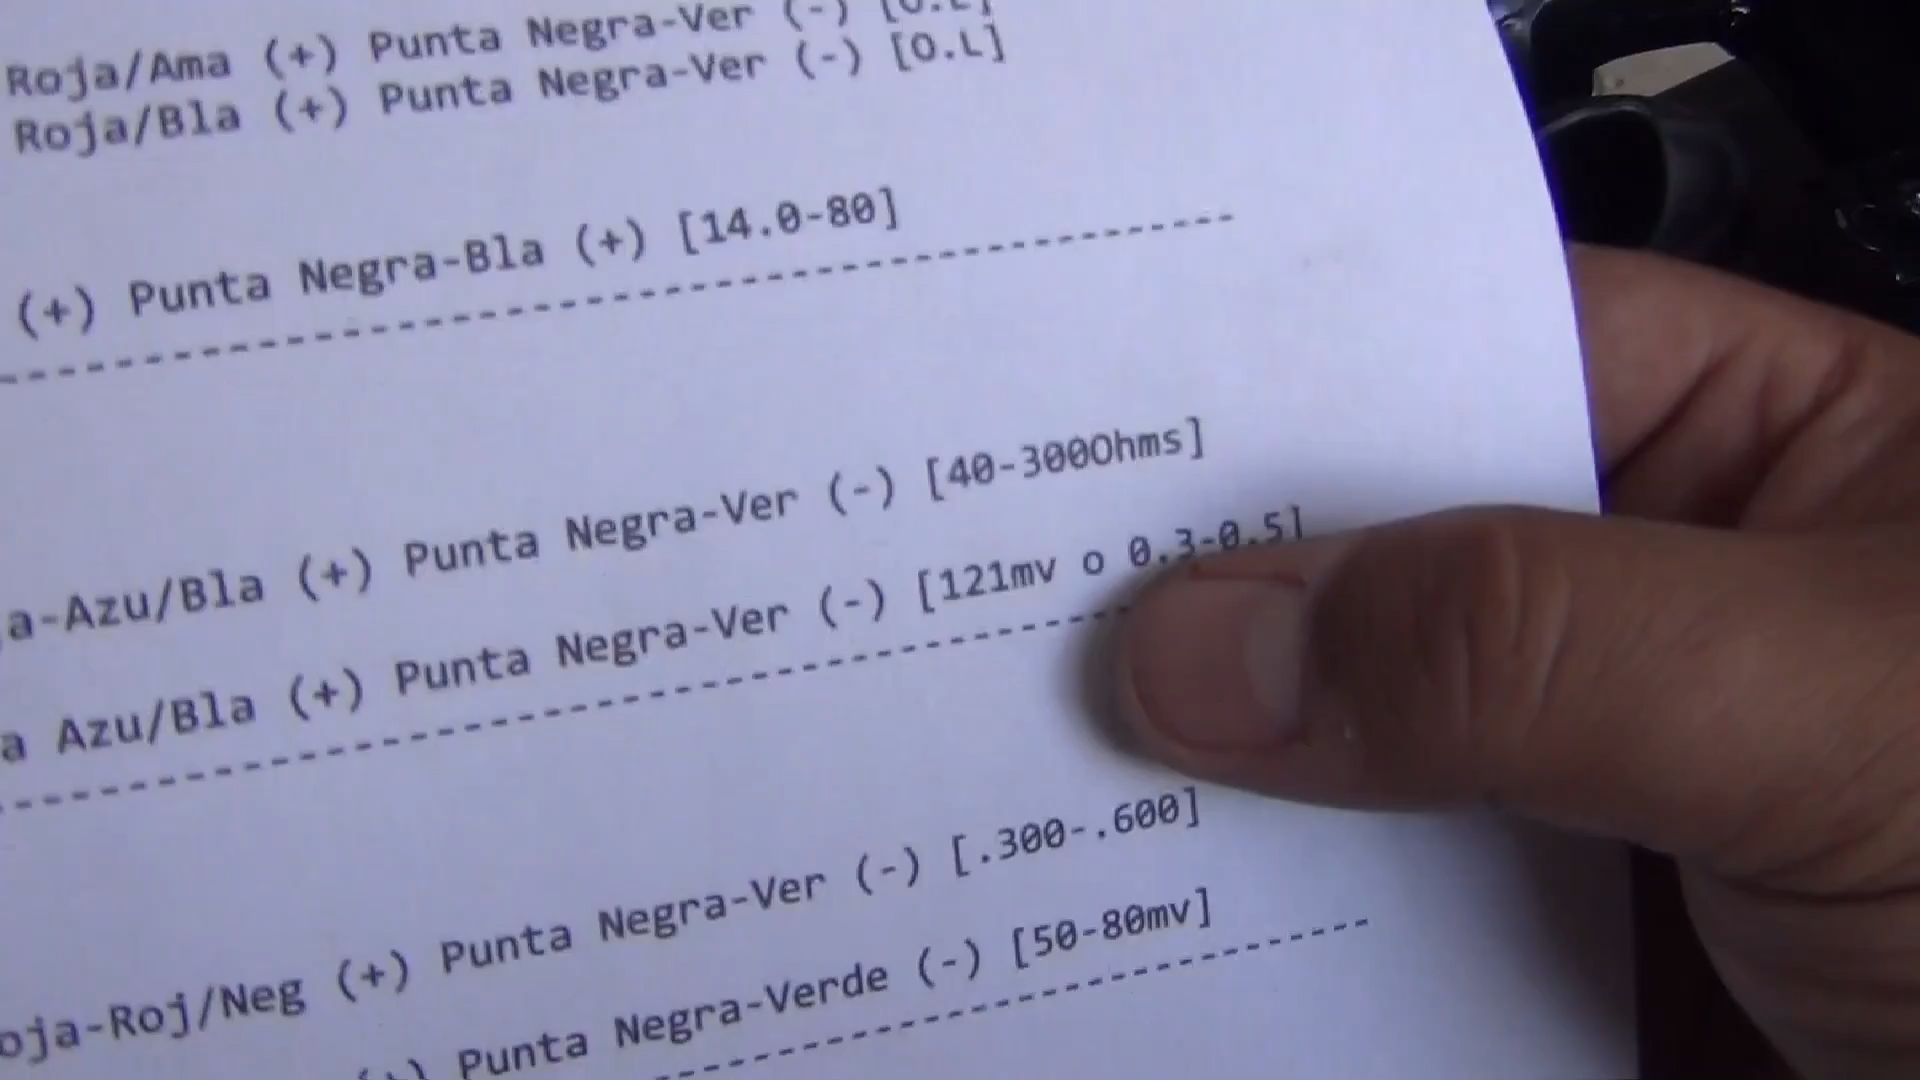 Roja/Ama (+) Punta Negra-Ver (-) [O.L]
Roja/Bla (+) Punta Negra-Ver (-) [O.L]
(+) Punta Negra-Bla (+) [14.0-80]
---------------------------------------------
a-Azu/Bla (+) Punta Negra-Ver (-) [40-300Ohms]
a Azu/Bla (+) Punta Negra-Ver (-) [121mv o 0.3-0.5]
---------------------------------------------
oja-Roj/Neg (+) Punta Negra-Ver (-) [.300-.600]
Punta Negra-Verde (-) [50-80mv]
---------------------------